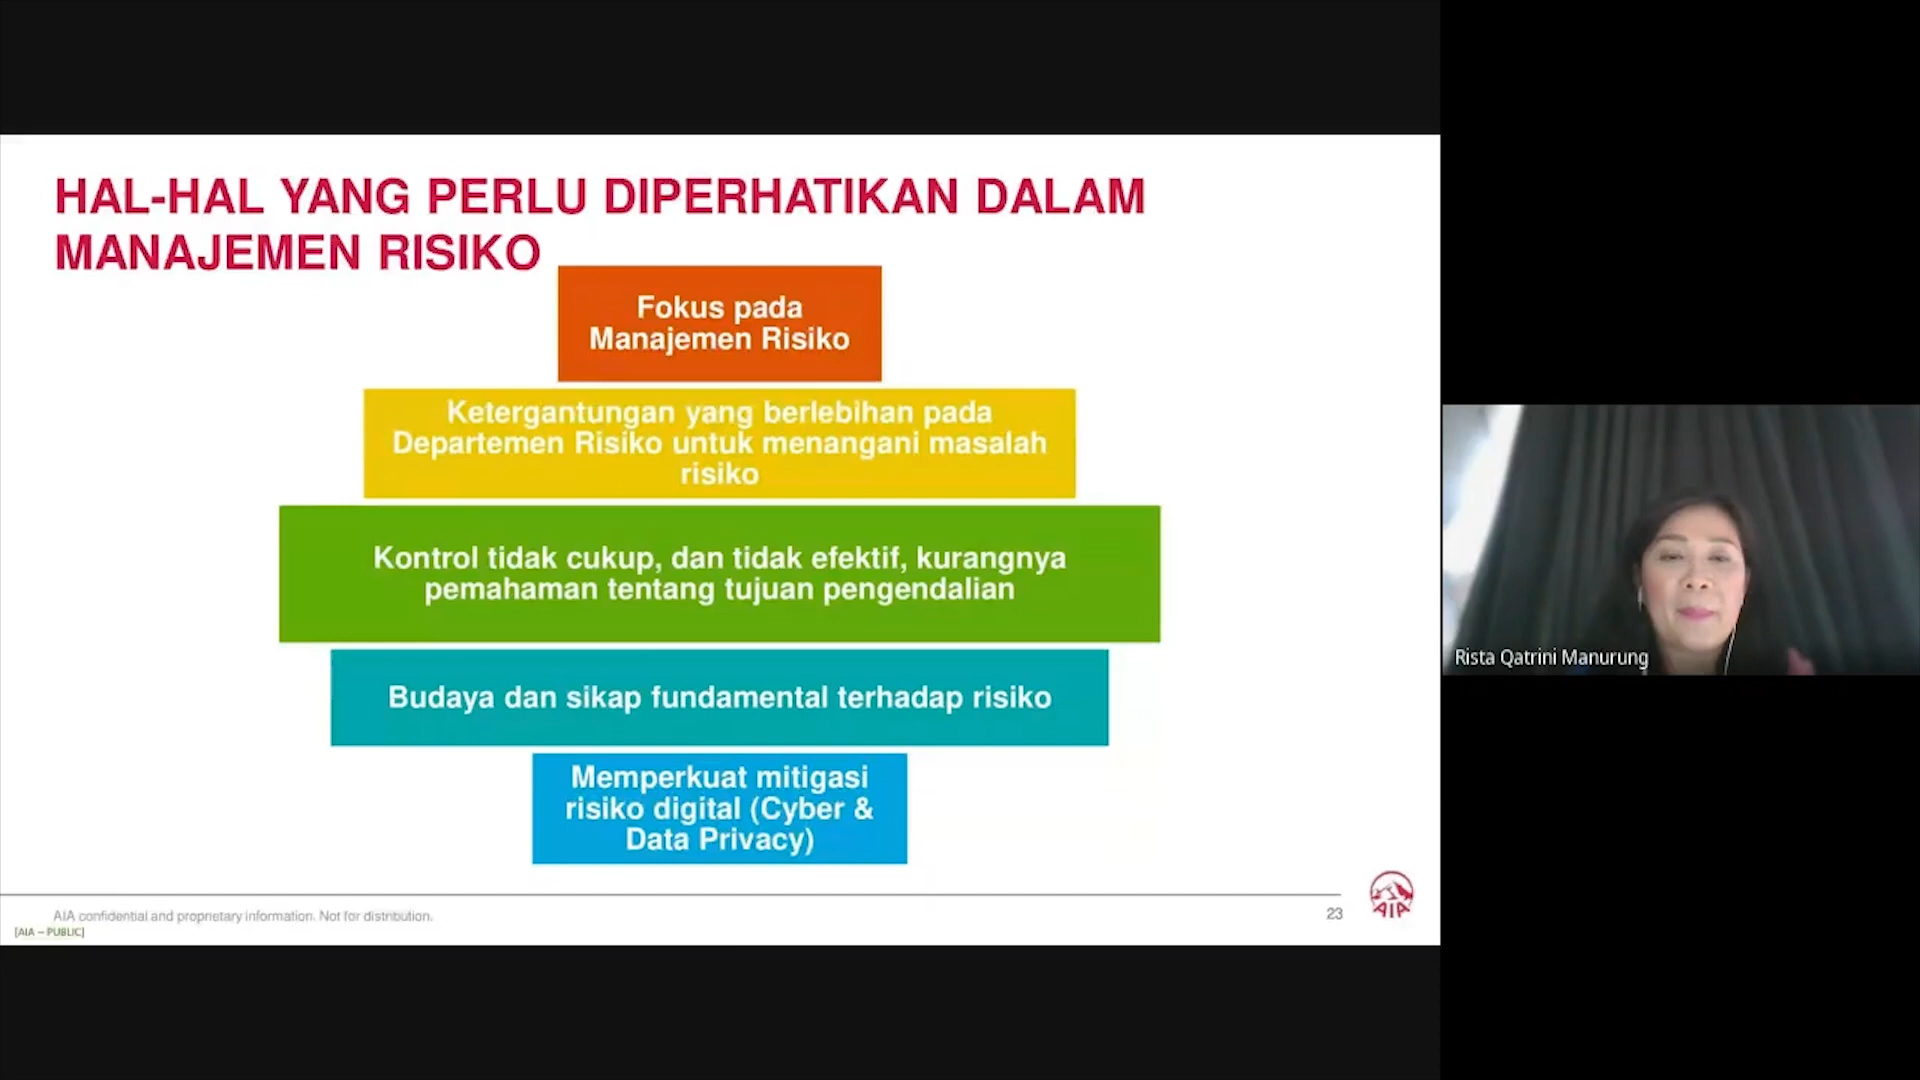 HAL-HAL YANG PERLU DIPERHATIKAN DALAM
MANAJEMEN RISIKO
Fokus pada
Manajemen Risiko
Ketergantungan yang berlebihan pada
Departemen Risiko untuk menangani masalah
risiko
Kontrol tidak cukup, dan tidak efektif, kurangnya
pemahaman tentang tujuan pengendalian
Budaya dan sikap fundamental terhadap risiko
Memperkuat mitigasi
risiko digital (Cyber &
Data Privacy)
AIA confidential and proprietary information. Not for distribution.
[AIA – PUBLIC]
23
AIA
Rista Qatrini Manurung